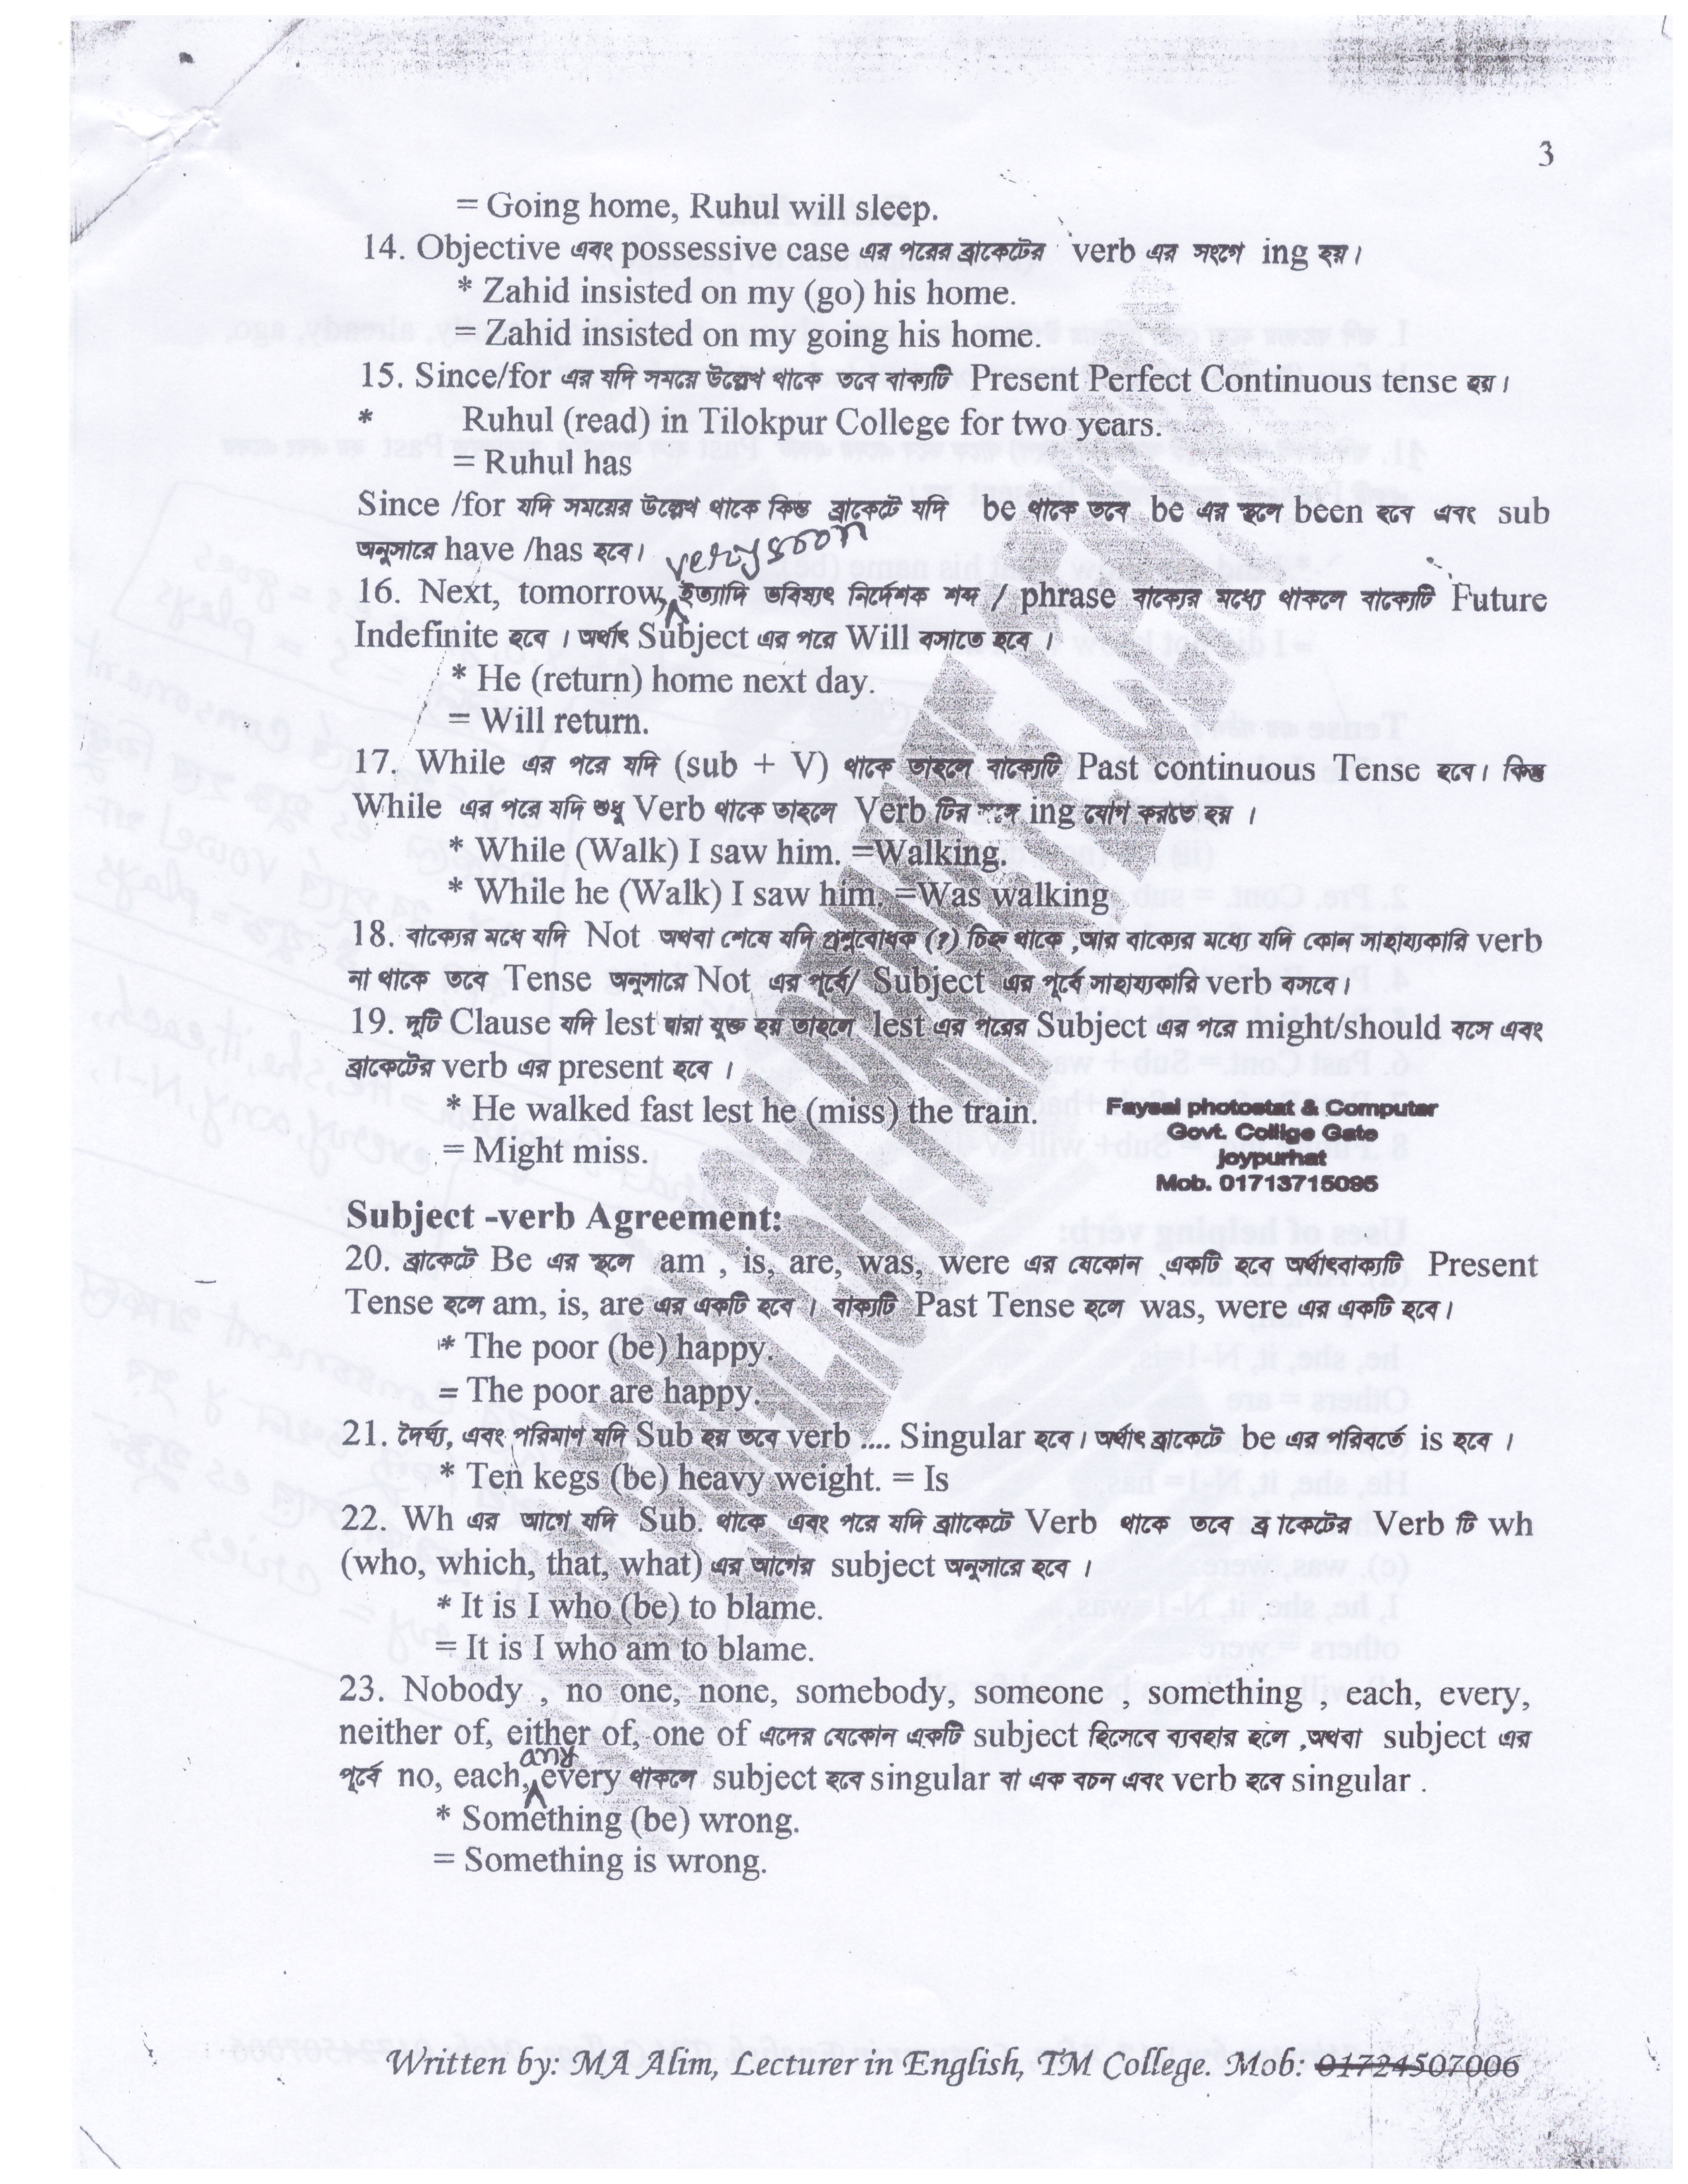 3
= Going home, Ruhul will sleep.
14. Objective এবং possessive case এর পরের ব্রাকেটের verb এর সংগে ing হয়।
* Zahid insisted on my (go) his home.
= Zahid insisted on my going his home.
15. Since/for এর যদি সময়ে উল্লেখ থাকে তবে বাক্যটি Present Perfect Continuous tense হয়।
* Ruhul (read) in Tilokpur College for two years.
= Ruhul has
Since /for যদি সময়ের উল্লেখ থাকে কিন্তু ব্রাকেটে যদি be থাকে তবে be এর স্থলে been হবে এবং sub
অনুসারে have /has হবে।
very soon
16. Next, tomorrow, ইত্যাদি ভবিষ্যৎ নির্দেশক শব্দ / phrase বাক্যের মধ্যে থাকলে বাক্যেটি Future
Indefinite হবে । অর্থাৎ Subject এর পরে Will বসাতে হবে ।
* He (return) home next day.
= Will return.
17. While এর পরে যদি (sub + V) থাকে তাহলে বাক্যেটি Past continuous Tense হবে। কিন্তু
While এর পরে যদি শুধু Verb থাকে তাহলে Verb টির সঙ্গে ing যোগ করতে হয় ।
* While (Walk) I saw him. =Walking.
* While he (Walk) I saw him. =Was walking
18. বাক্যের মধে যদি Not অথবা শেষে যদি প্রশ্নবোধক (?) চিহ্ন থাকে ,আর বাক্যের মধ্যে যদি কোন সাহায্যকারি verb
না থাকে তবে Tense অনুসারে Not এর পূর্বে/ Subject এর পূর্বে সাহায্যকারি verb বসবে।
19. দুটি Clause যদি lest দ্বারা যুক্ত হয় তাহলে lest এর পরের Subject এর পরে might/should বসে এবং
ব্রাকেটের verb এর present হবে ।
* He walked fast lest he (miss) the train.
= Might miss.
Faysal photostat & Computer
Govt. Collige Gate
Joypurhat
Mob. 01713715095
Subject -verb Agreement:
20. ব্রাকেটে Be এর স্থলে am , is, are, was, were এর যেকোন একটি হবে অর্থাৎবাক্যটি Present
Tense হলে am, is, are এর একটি হবে । বাক্যটি Past Tense হলে was, were এর একটি হবে।
* The poor (be) happy.
= The poor are happy.
21. দৈর্ঘ্য, এবং পরিমাণ যদি Sub হয় তবে verb .... Singular হবে। অর্থাৎ ব্রাকেটে be এর পরিবর্তে is হবে ।
* Ten kegs (be) heavy weight. = Is
22. Wh এর আগে যদি Sub. থাকে এবং পরে যদি ব্রাকেটে Verb থাকে তবে ব্রাকেটের Verb টি wh
(who, which, that, what) এর আগের subject অনুসারে হবে ।
* It is I who (be) to blame.
= It is I who am to blame.
23. Nobody , no one, none, somebody, someone , something , each, every,
neither of, either of, one of এদের যেকোন একটি subject হিসেবে ব্যবহার হলে ,অথবা subject এর
any
পূর্বে no, each, every থাকলে subject হবে singular বা এক বচন এবং verb হবে singular .
* Something (be) wrong.
= Something is wrong.
Written by: MA Alim, Lecturer in English, TM College. Mob: 01724507006